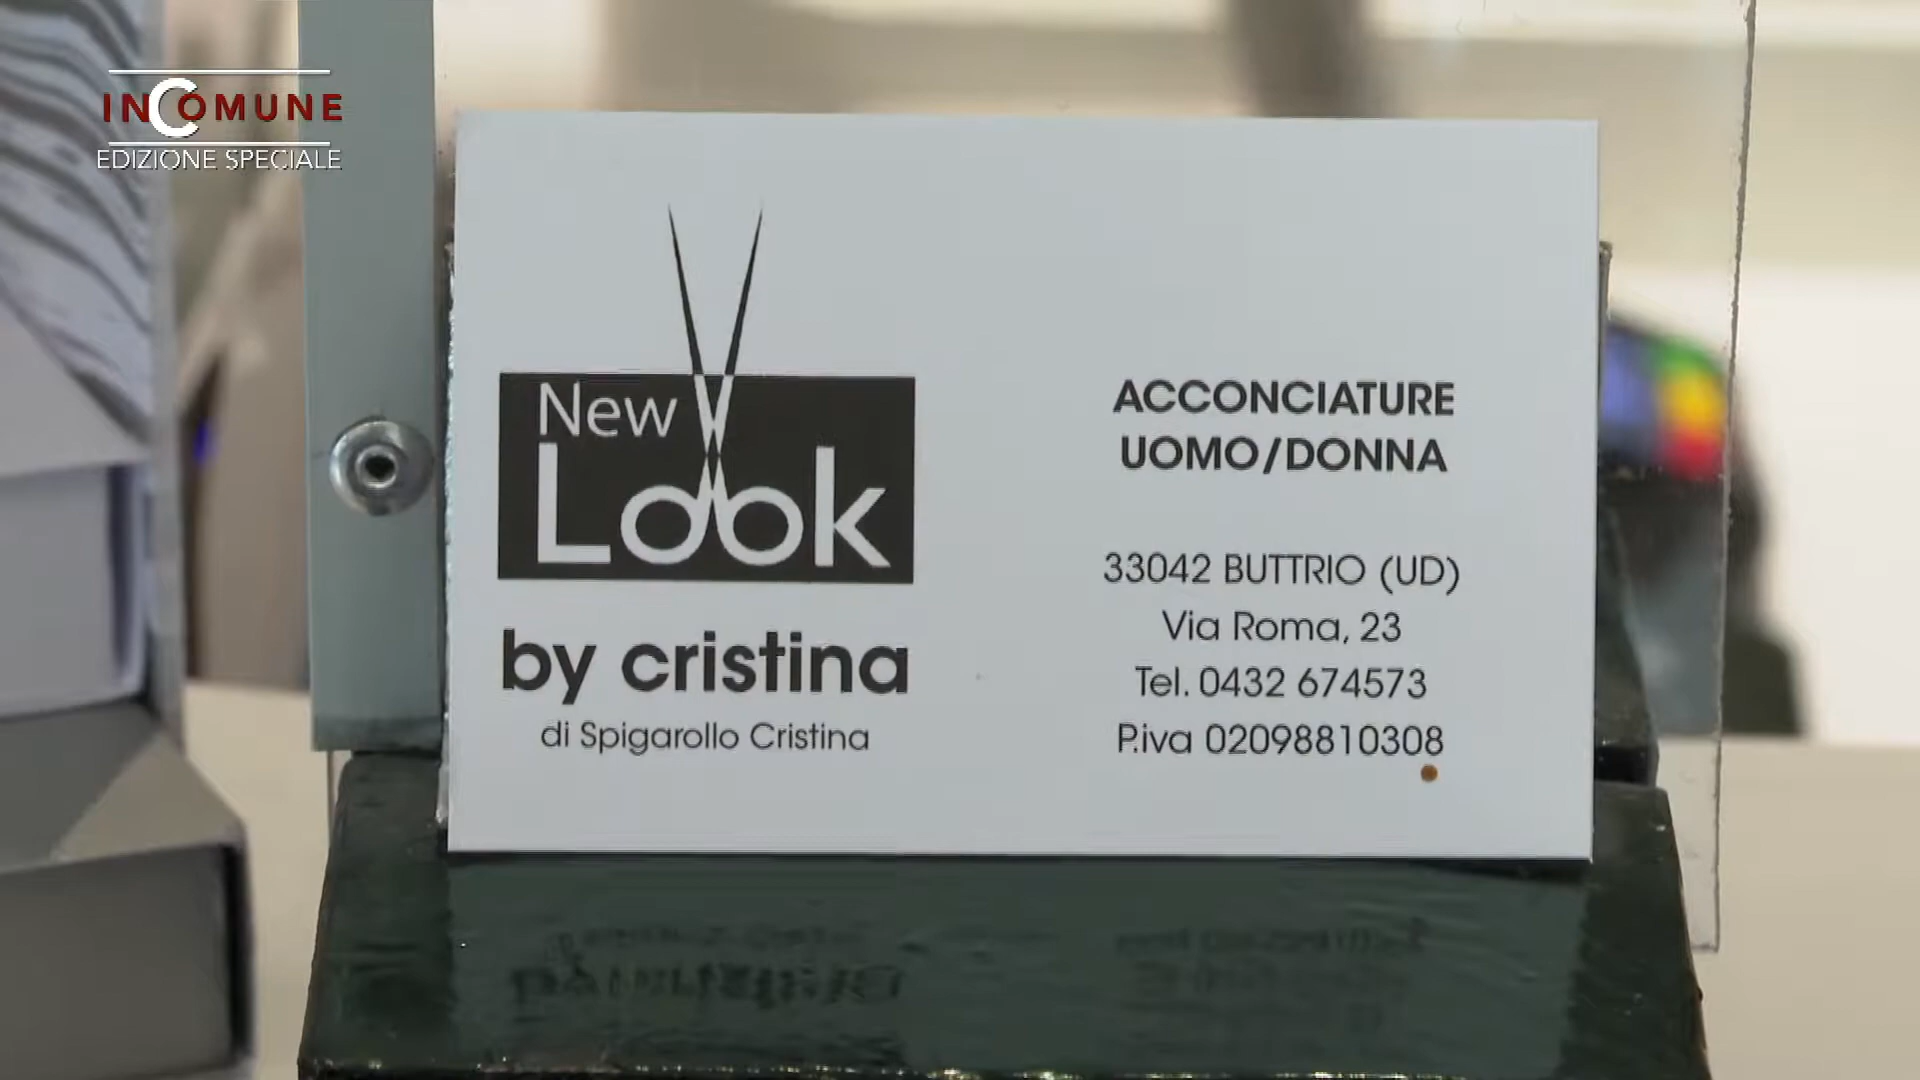 INCOMUNE
EDIZIONE SPECIALE
New
Look
by cristina
di Spigarollo Cristina
ACCONCIATURE
UOMO/DONNA
33042 BUTTRIO (UD)
Via Roma, 23
Tel. 0432 674573
P.iva 02098810308